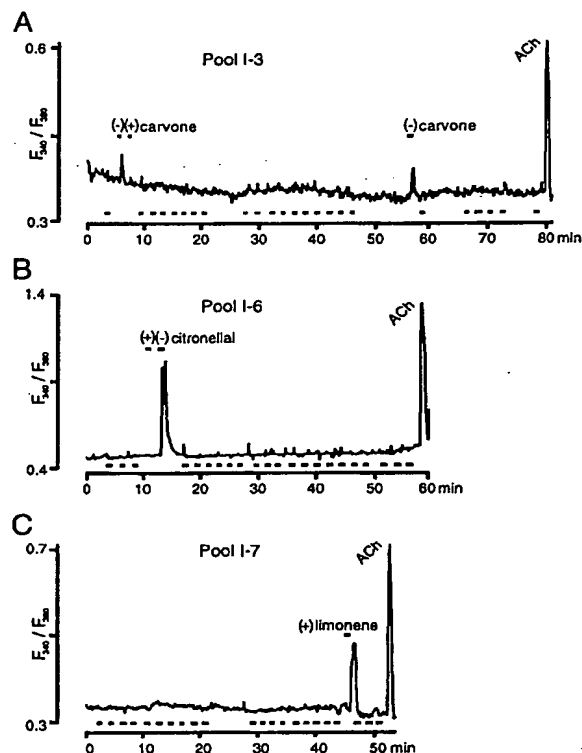 A
0.6
Pool I-3
ACh
(-)(+)carvone
(-)carvone
F340 / F380
0.3
0 10 20 30 40 50 60 70 80 min
B
1.4
Pool I-6
ACh
(+)(-) citronellal
F340 / F380
0.4
0 10 20 30 40 50 60 min
C
0.7
Pool I-7
ACh
(+)limonene
F340 / F380
0.3
0 10 20 30 40 50 min